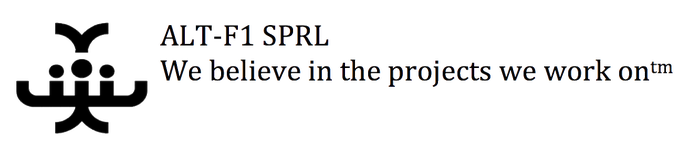 ALT-F1 SPRL
We believe in the projects we work on™